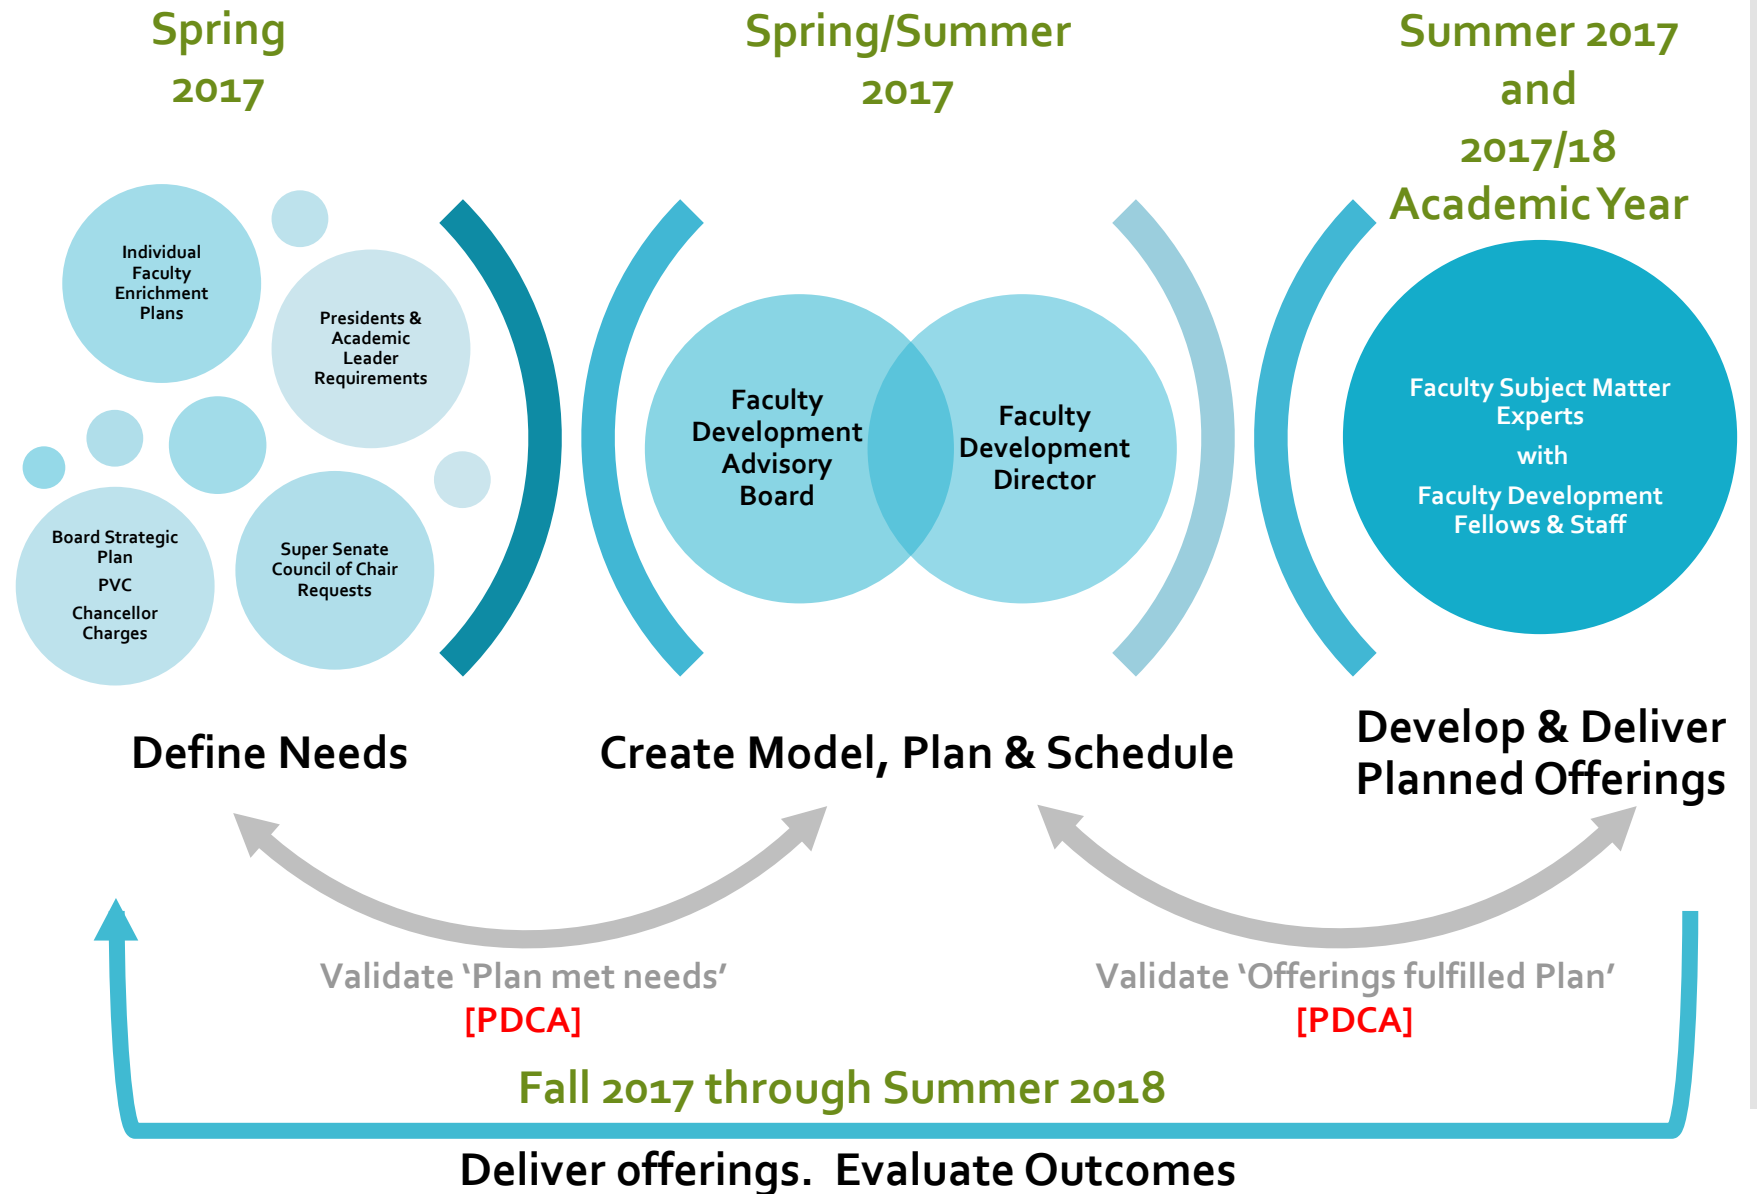 Spring
2017
Spring/Summer
2017
Summer 2017
and
2017/18
Academic Year
Individual
Faculty
Enrichment
Plans
Presidents &
Academic
Leader
Requirements
Board Strategic
Plan
PVC
Chancellor
Charges
Super Senate
Council of Chair
Requests
Faculty
Development
Advisory
Board
Faculty
Development
Director
Faculty Subject Matter
Experts
with
Faculty Development
Fellows & Staff
Define Needs
Create Model, Plan & Schedule
Develop & Deliver
Planned Offerings
Validate ‘Plan met needs’
[PDCA]
Validate ‘Offerings fulfilled Plan’
[PDCA]
Fall 2017 through Summer 2018
Deliver offerings.  Evaluate Outcomes